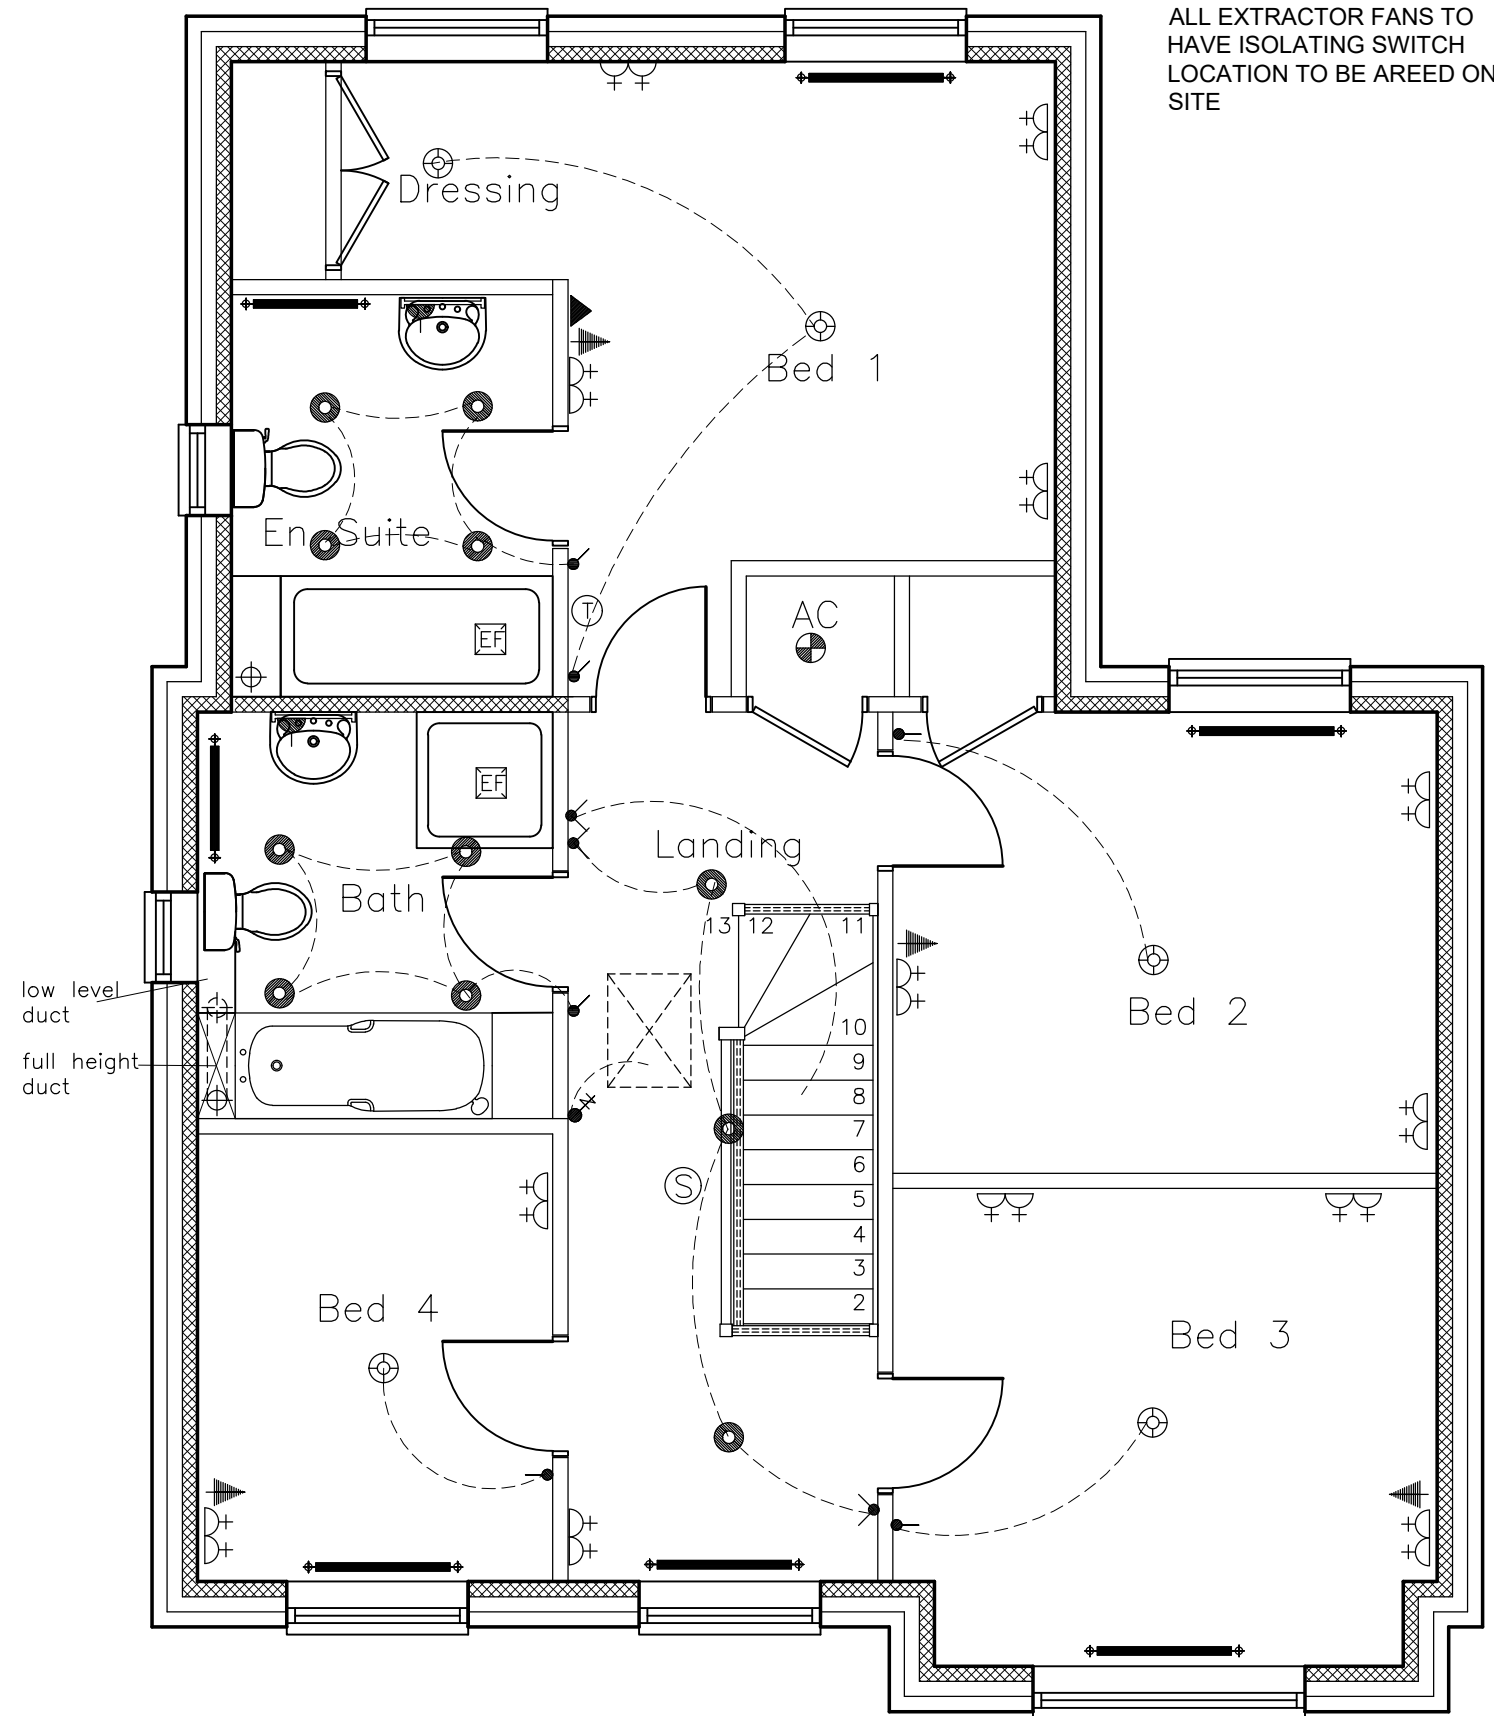 ALL EXTRACTOR FANS TO
HAVE ISOLATING SWITCH
LOCATION TO BE AREED ON
SITE
Dressing
Bed 1
En Suite
T
EF
AC
EF
Landing
Bath
13 12 11
low level
duct
full height
duct
Bed 2
10
9
8
7
6
5
4
3
2
N
S
Bed 4
Bed 3